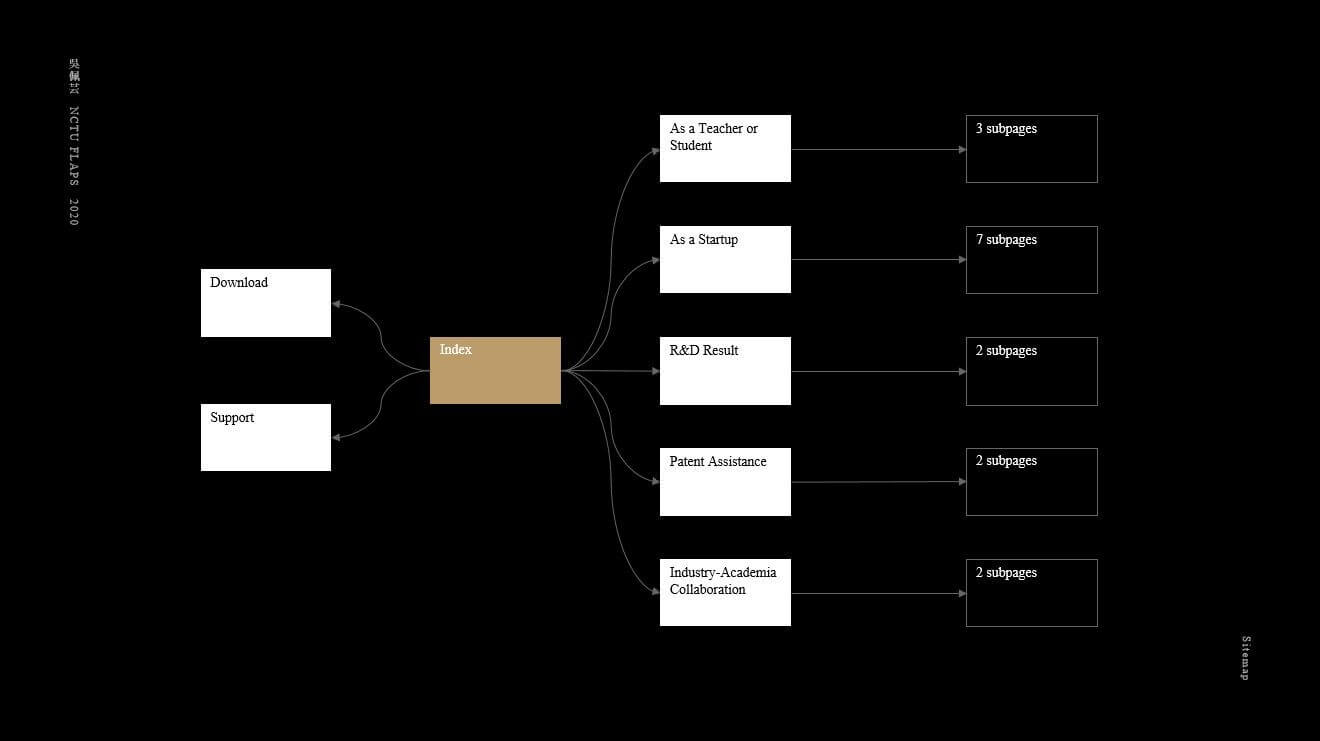 吳佩芸 NCTU FLAPS 2020
As a Teacher or
Student
3 subpages
As a Startup
7 subpages
Download
Index
R&D Result
2 subpages
Support
Patent Assistance
2 subpages
Industry-Academia
Collaboration
2 subpages
Sitemap